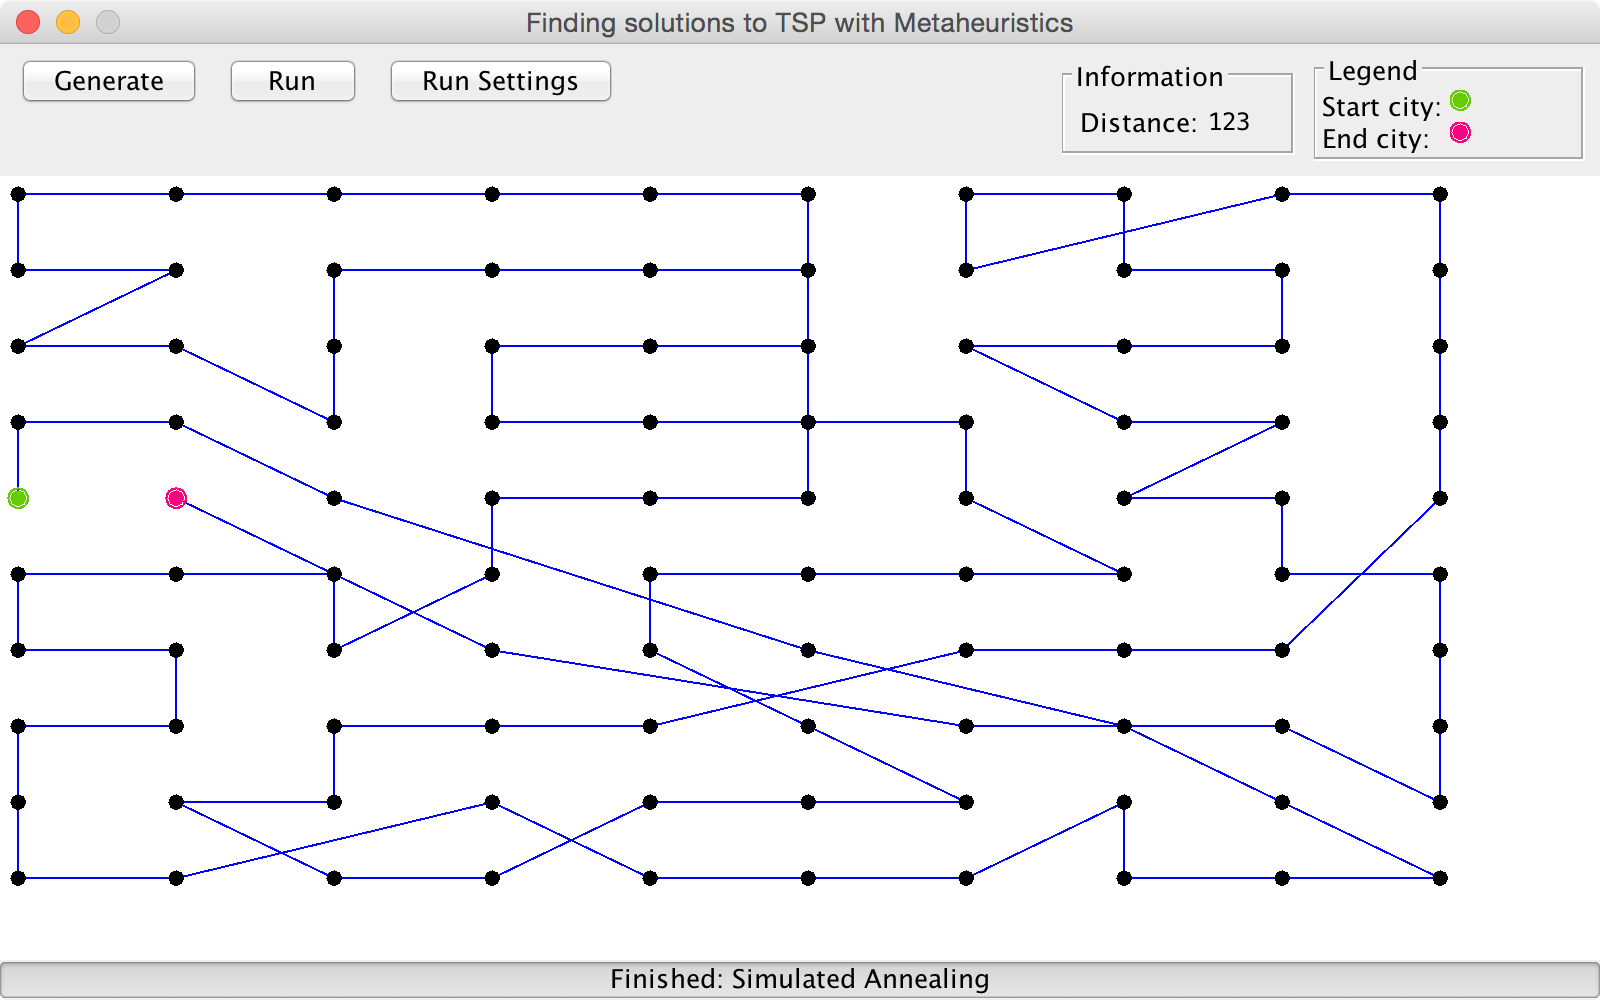 Finding solutions to TSP with Metaheuristics
Generate
Run
Run Settings
Information
Distance: 123
Legend
Start city:
End city:
Finished: Simulated Annealing